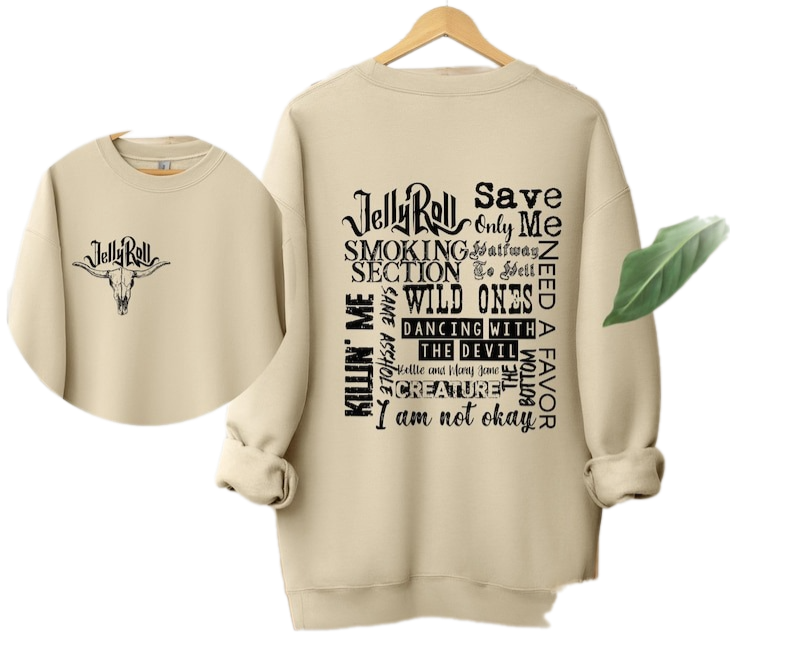 Jelly Roll
Jelly Roll
Save
Me
Only
SMOKING
SECTION
Halfway
To Hell
NEED A FAVOR
KILLIN' ME
SAME ASSHOLE
WILD ONES
DANCING WITH
THE DEVIL
Hollie and Mary Jane
CREATURE
THE
BOTTOM
I am not okay